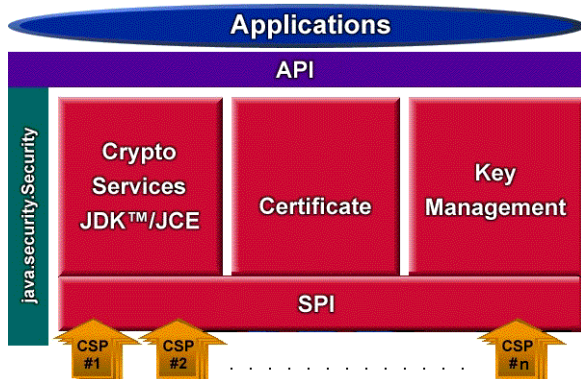 Applications
API
java.security.Security
Crypto
Services
JDK™/JCE
Certificate
Key
Management
SPI
CSP
#1
CSP
#2
. . . . . . . . . . . . .
CSP
#n